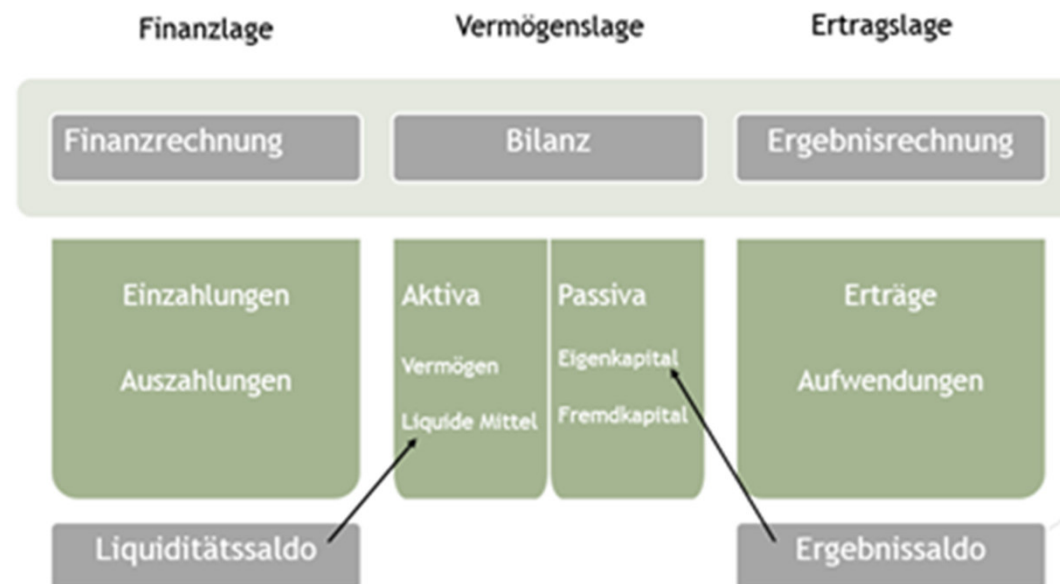 Finanzlage
Vermögenslage
Ertragslage
Finanzrechnung
Bilanz
Ergebnisrechnung
Einzahlungen
Auszahlungen
Aktiva
Vermögen
Liquide Mittel
Passiva
Eigenkapital
Fremdkapital
Erträge
Aufwendungen
Liquiditätssaldo
Ergebnissaldo